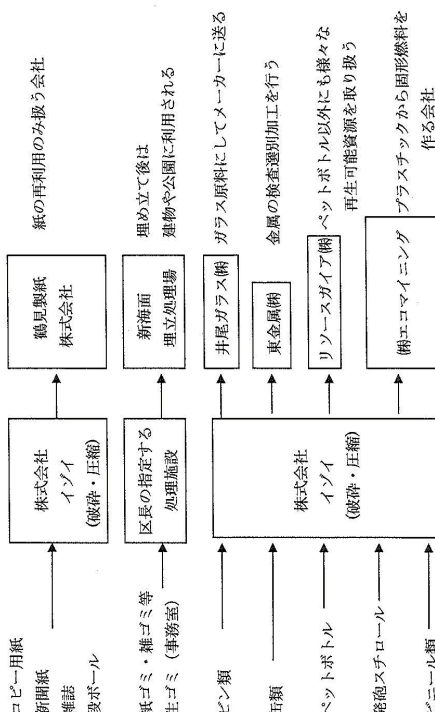 コピー用紙
新聞紙
雑誌
段ボール
株式会社
イゾイ
（破砕・圧縮）
鶴見製紙
株式会社
紙の再利用のみ扱う会社
紙ゴミ・雑ゴミ等
生ゴミ（事務室）
区長の指定する
処理施設
新海面
埋立処理場
埋め立て後は
建物や公園に利用される
ビン類
缶類
ペットボトル
発泡スチロール
ビニール類
株式会社
イゾイ
（破砕・圧縮）
井尾ガラス㈱
ガラス原料にしてメーカーに送る
東金属㈱
金属の検査選別加工を行う
リソースガイア㈱
ペットボトル以外にも様々な
再生可能資源を取り扱う
㈱エコマイニング
プラスチックから固形燃料を
作る会社